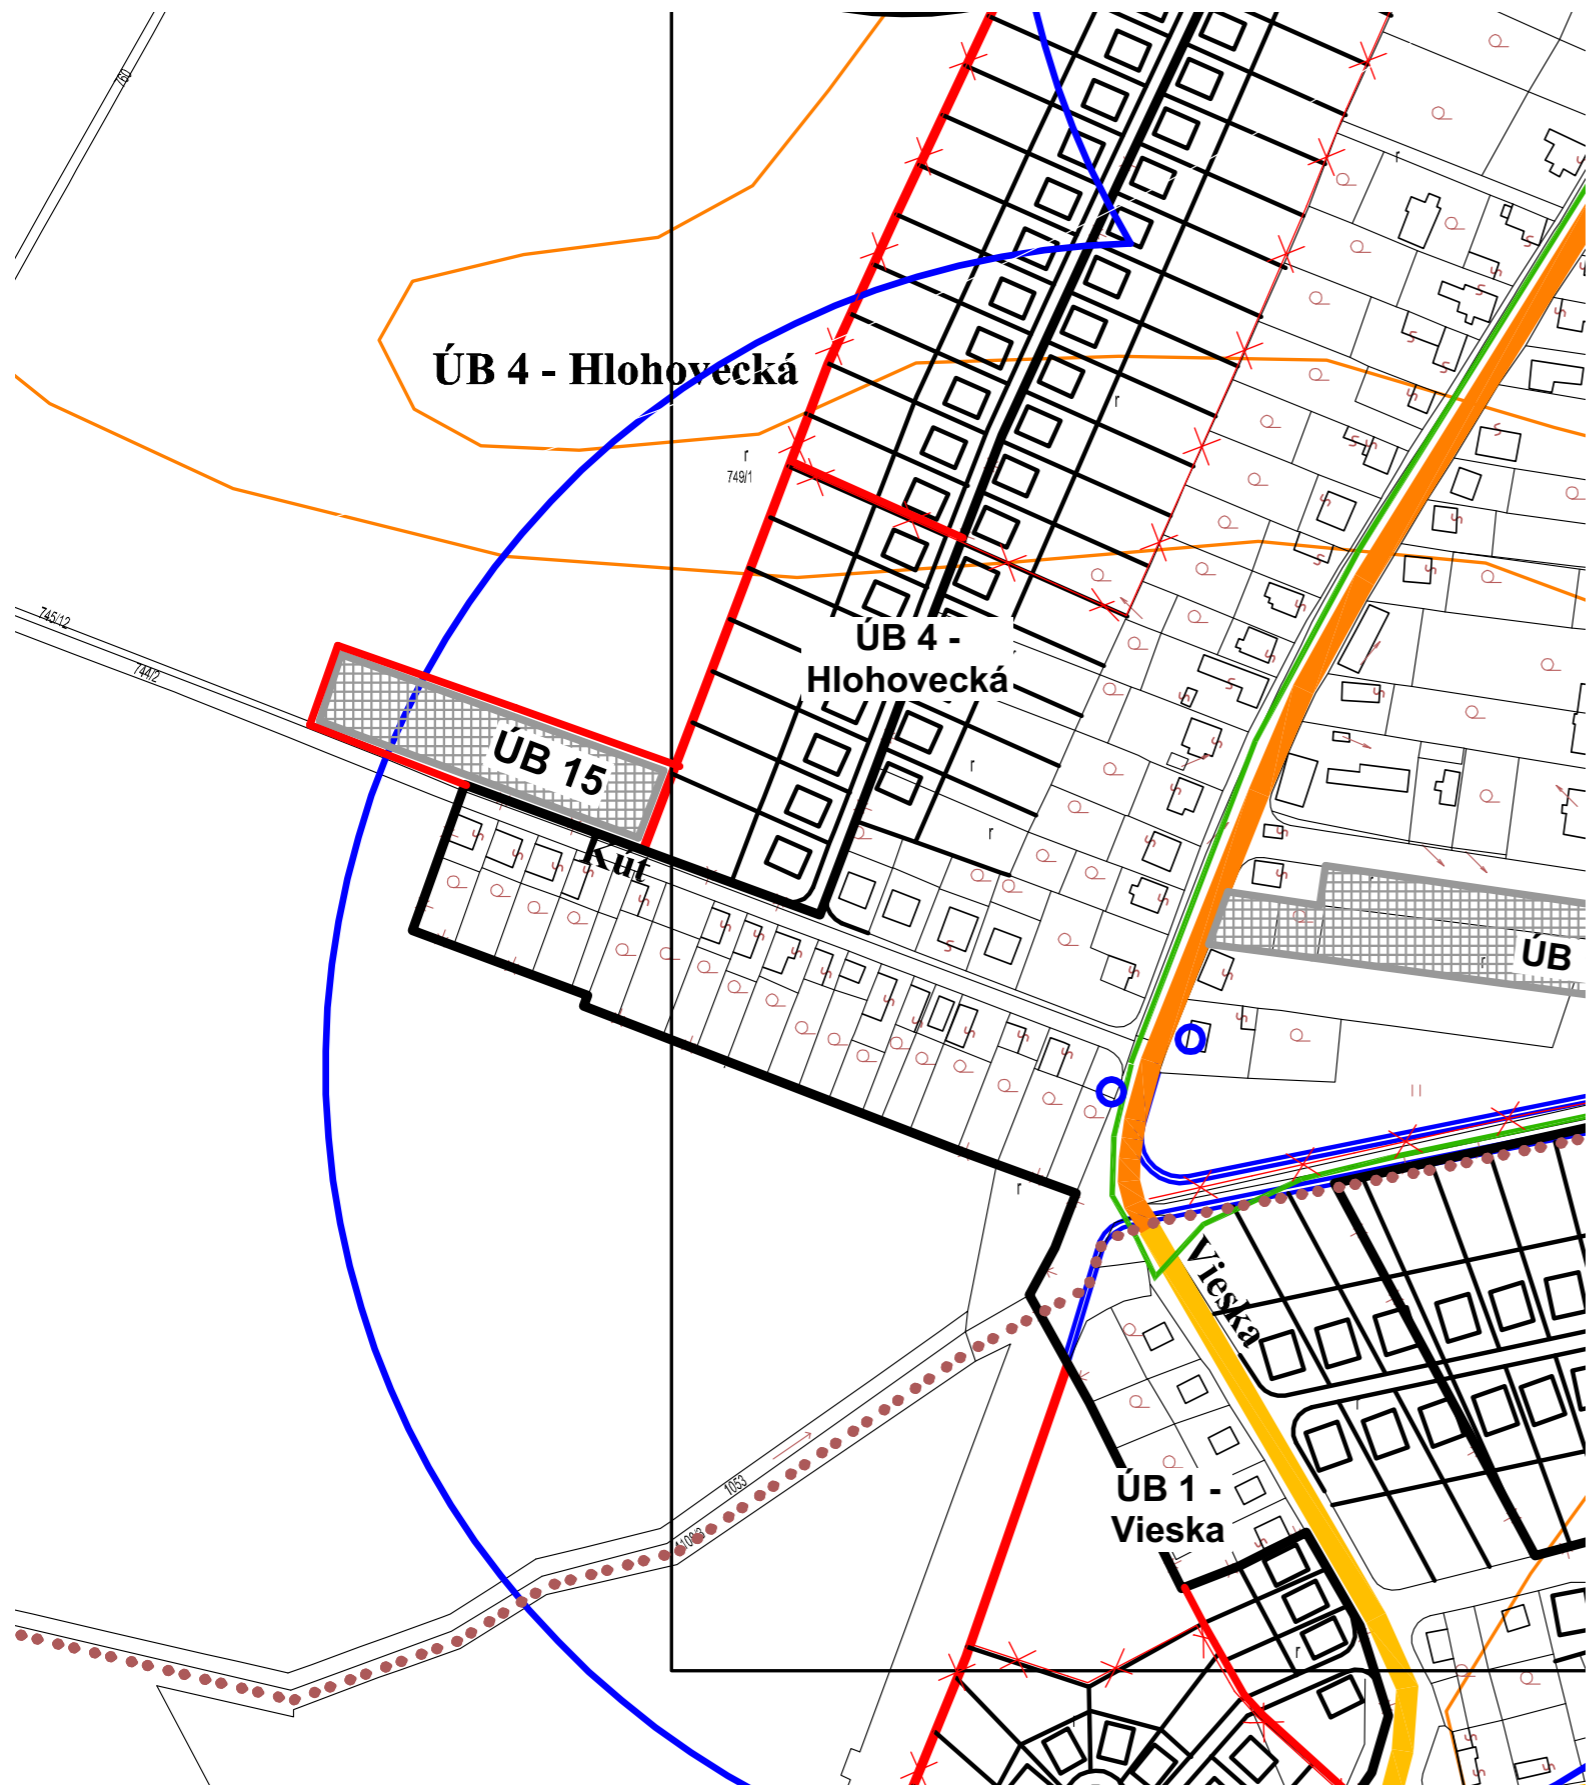 760
ÚB 4 - Hlohovecká
r
749/1
745/12
744/2
ÚB 4 -
Hlohovecká
ÚB 15
Kút
ÚB
Vieska
1053
ÚB 1 -
Vieska